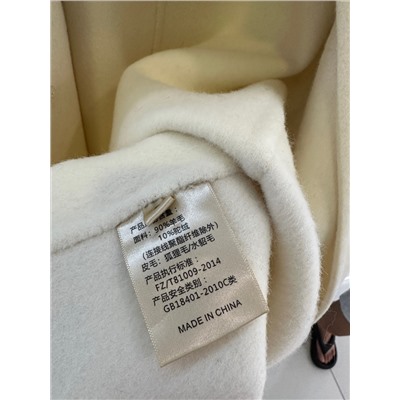 面料: 90%羊毛
10%驼绒
(连接线聚酯纤维除外)
皮毛: 狐狸毛/水貂毛
产品执行标准:
FZ/T81009-2014
产品安全类别:
GB18401-2010C类
MADE IN CHINA